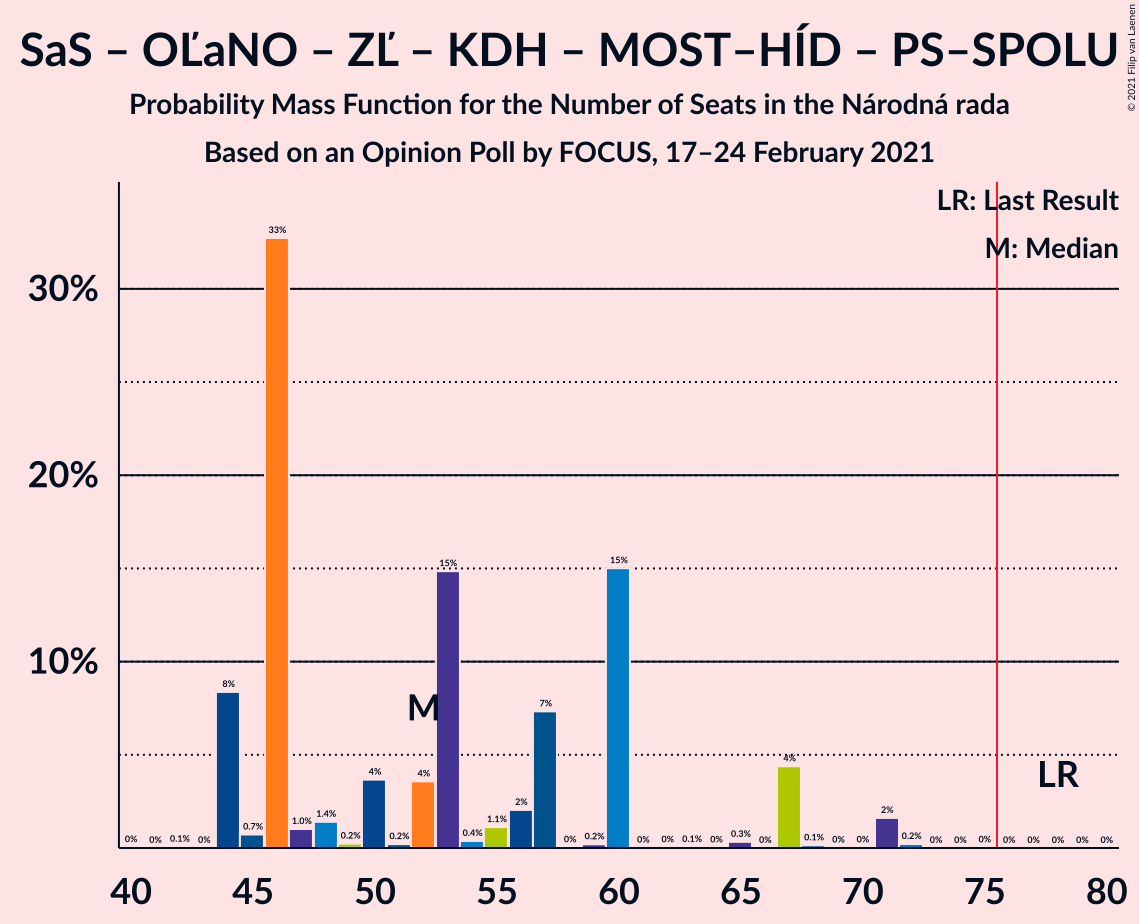 SaS – OĽaNO – ZĽ – KDH – MOST–HÍD – PS–SPOLU
Probability Mass Function for the Number of Seats in the Národná rada
Based on an Opinion Poll by FOCUS, 17–24 February 2021
© 2021 Filip van Laenen
LR: Last Result
M: Median
30%
20%
10%
0% 0% 0.1% 0% 8% 0.7% 33% 1.0% 1.4% 0.2% 4% 0.2% 4% 15% 0.4% 1.1% 2% 7% 0% 0.2% 15% 0% 0% 0.1% 0% 0.3% 0% 4% 0.1% 0% 0% 2% 0.2% 0% 0% 0% 0% 0% 0% 0% 0%
M
LR
40 45 50 55 60 65 70 75 80